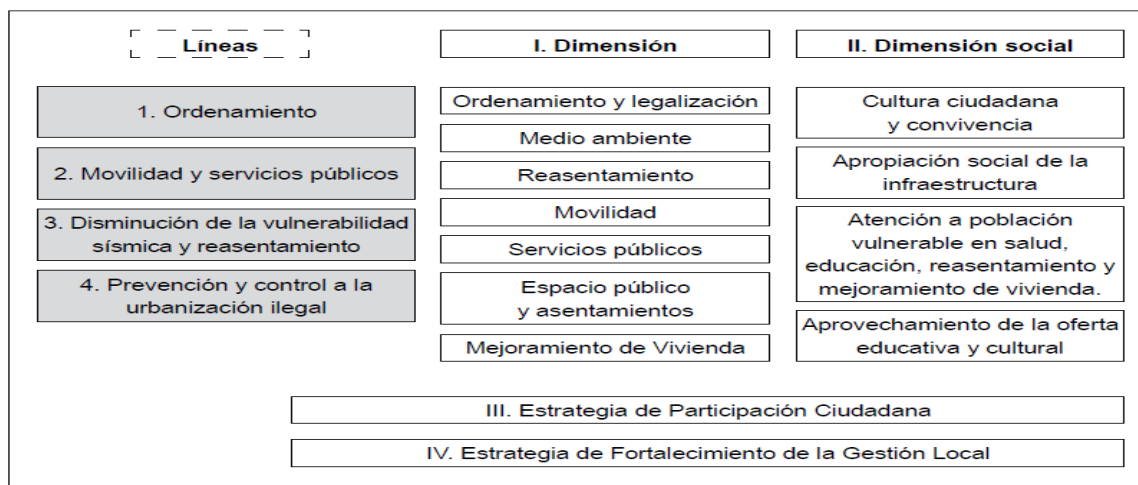 Líneas
1. Ordenamiento
2. Movilidad y servicios públicos
3. Disminución de la vulnerabilidad
sísmica y reasentamiento
4. Prevención y control a la
urbanización ilegal
I. Dimensión
Ordenamiento y legalización
Medio ambiente
Reasentamiento
Movilidad
Servicios públicos
Espacio público
y asentamientos
Mejoramiento de Vivienda
II. Dimensión social
Cultura ciudadana
y convivencia
Apropiación social de la
infraestructura
Atención a población
vulnerable en salud,
educación, reasentamiento y
mejoramiento de vivienda.
Aprovechamiento de la oferta
educativa y cultural
III. Estrategia de Participación Ciudadana
IV. Estrategia de Fortalecimiento de la Gestión Local